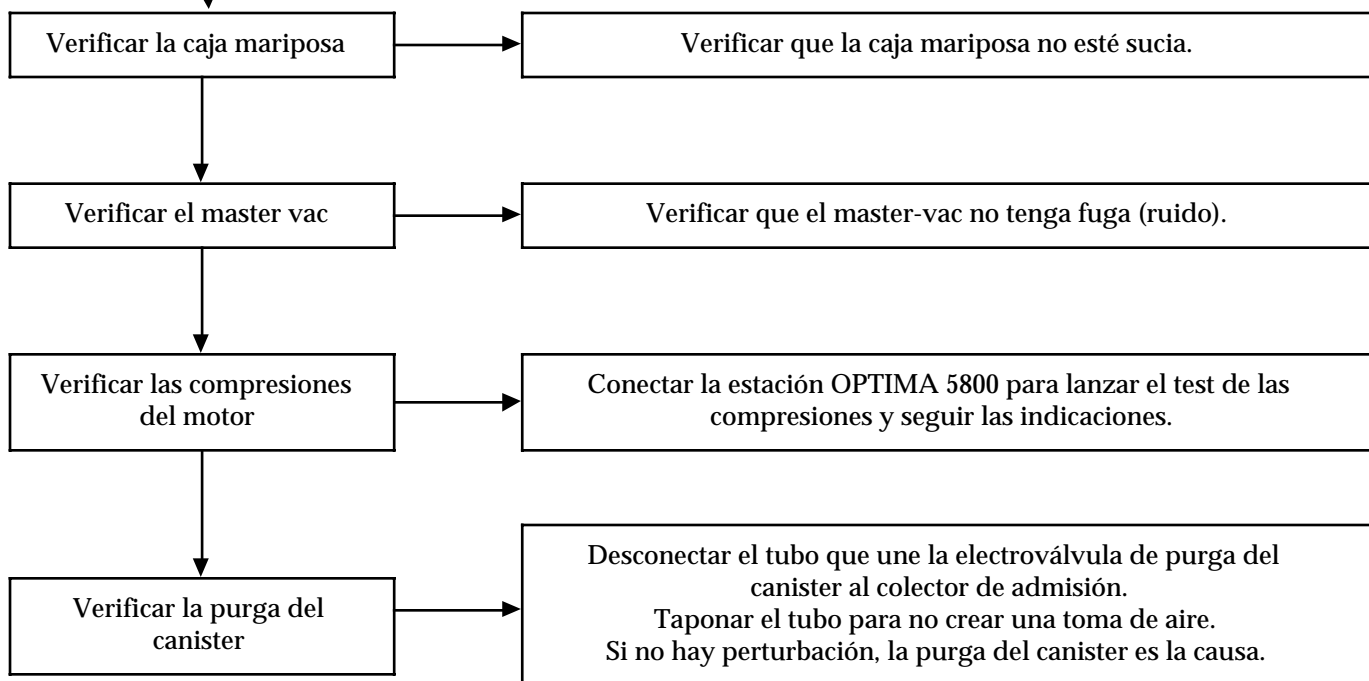 Verificar la caja mariposa
Verificar que la caja mariposa no esté sucia.
Verificar el master vac
Verificar que el master-vac no tenga fuga (ruido).
Verificar las compresiones
del motor
Conectar la estación OPTIMA 5800 para lanzar el test de las
compresiones y seguir las indicaciones.
Verificar la purga del
canister
Desconectar el tubo que une la electroválvula de purga del
canister al colector de admisión.
Taponar el tubo para no crear una toma de aire.
Si no hay perturbación, la purga del canister es la causa.